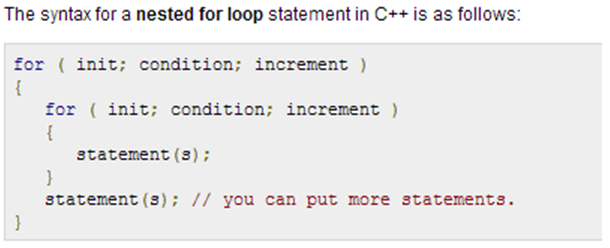 The syntax for a nested for loop statement in C++ is as follows:
for ( init; condition; increment )
{
   for ( init; condition; increment )
   {
      statement(s);
   }
   statement(s); // you can put more statements.
}